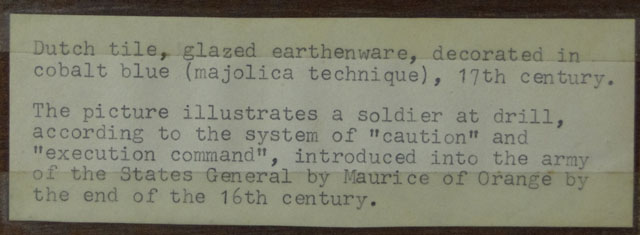 Dutch tile, glazed earthenware, decorated in
cobalt blue (majolica technique), 17th century.
The picture illustrates a soldier at drill,
according to the system of "caution" and
"execution command", introduced into the army
of the States General by Maurice of Orange by
the end of the 16th century.